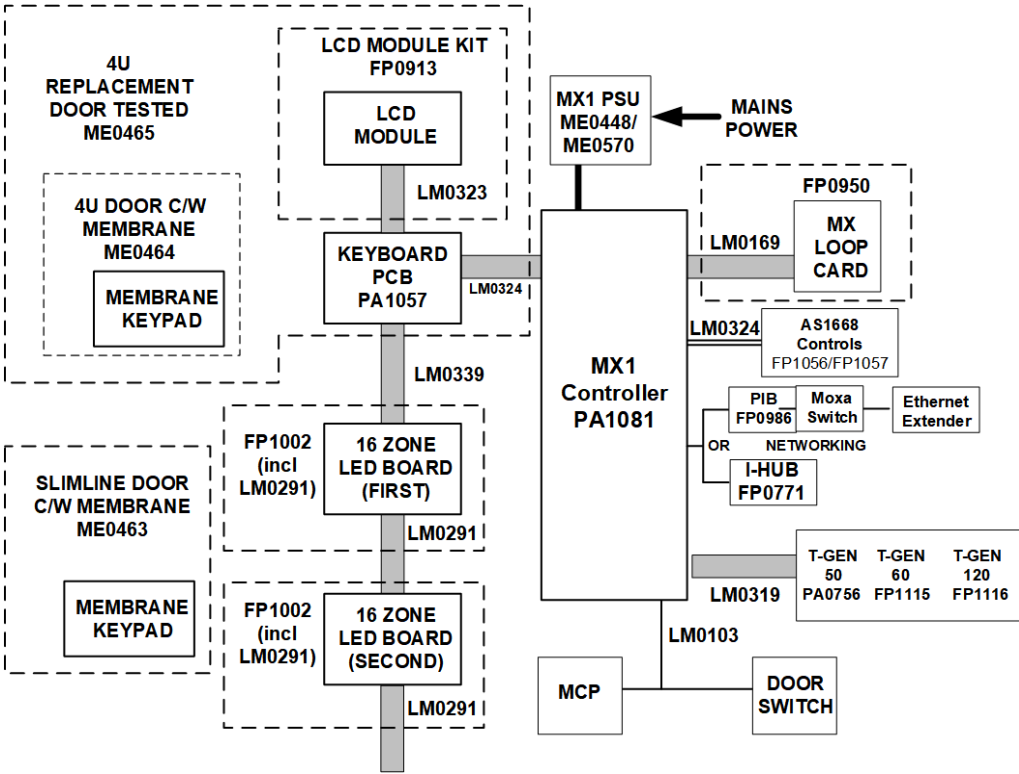 4U
REPLACEMENT
DOOR TESTED
ME0465
4U DOOR C/W
MEMBRANE
ME0464
MEMBRANE
KEYPAD
LCD MODULE KIT
FP0913
LCD
MODULE
LM0323
KEYBOARD
PCB
PA1057
LM0324
LM0339
MX1 PSU
ME0448/
ME0570
MAINS
POWER
FP0950
LM0169
MX
LOOP
CARD
MX1
Controller
PA1081
LM0324
AS1668
Controls
FP1056/FP1057
PIB
FP0986
Moxa
Switch
Ethernet
Extender
OR NETWORKING
I-HUB
FP0771
SLIMLINE DOOR
C/W MEMBRANE
ME0463
MEMBRANE
KEYPAD
FP1002
(incl
LM0291)
16 ZONE
LED BOARD
(FIRST)
LM0291
FP1002
(incl
LM0291)
16 ZONE
LED BOARD
(SECOND)
LM0291
T-GEN
50
PA0756
T-GEN
60
FP1115
T-GEN
120
FP1116
LM0319
LM0103
MCP
DOOR
SWITCH